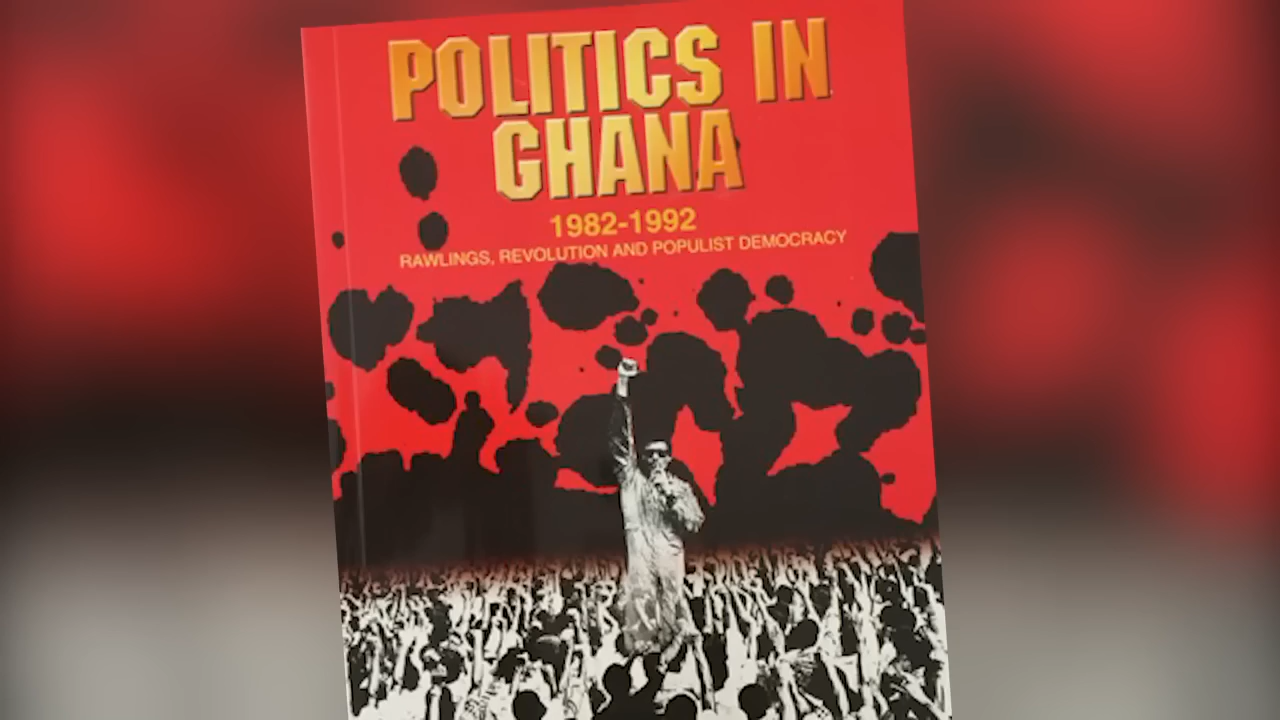 POLITICS IN
GHANA
1982-1992
RAWLINGS, REVOLUTION AND POPULIST DEMOCRACY